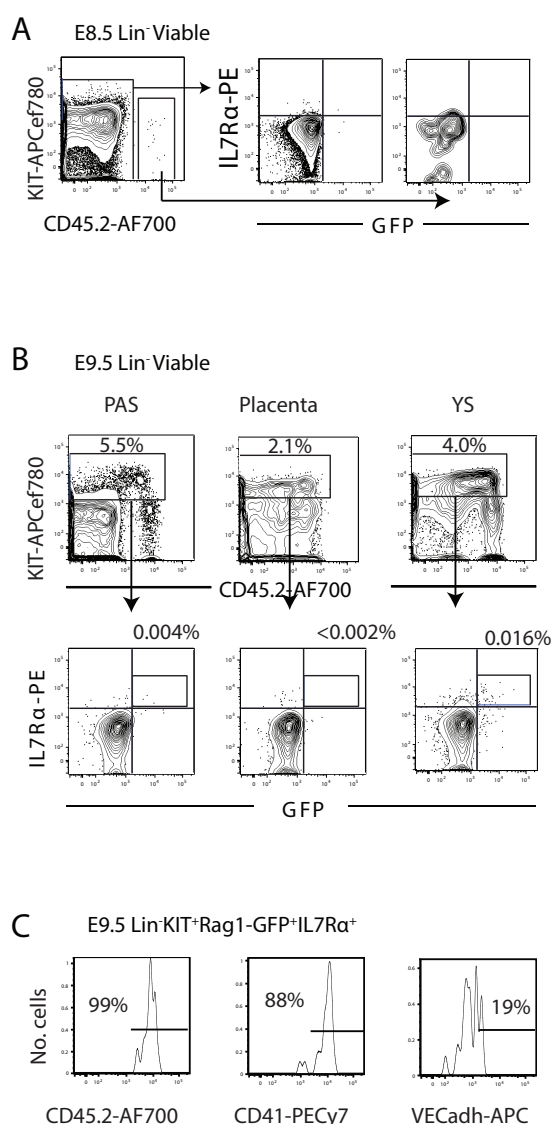 A
E8.5 Lin⁻ Viable
KIT-APCef780
IL7Rα-PE
CD45.2-AF700
GFP
B
E9.5 Lin⁻ Viable
PAS Placenta YS
5.5% 2.1% 4.0%
KIT-APCef780
CD45.2-AF700
0.004% <0.002% 0.016%
IL7Rα-PE
GFP
C
E9.5 Lin⁻KIT⁺Rag1-GFP⁺IL7Rα⁺
No. cells
99% 88% 19%
CD45.2-AF700 CD41-PECy7 VECadh-APC